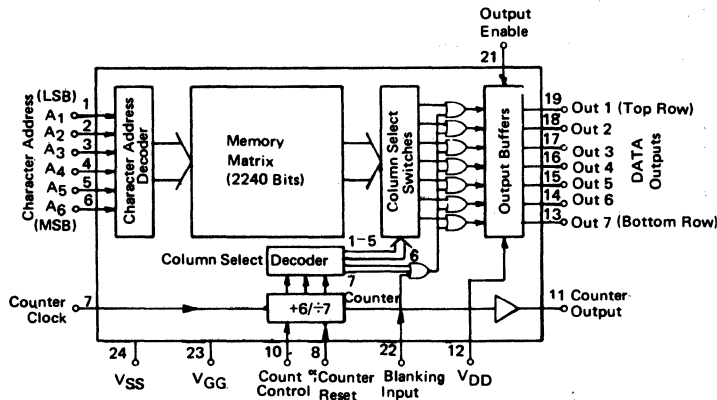 Output
Enable
21
(LSB)
Character Address
1
A1
2
A2
3
A3
4
A4
5
A5
6
A6
(MSB)
Character Address
Decoder
Memory
Matrix
(2240 Bits)
Column Select
Switches
Output Buffers
19 Out 1 (Top Row)
18 Out 2
17 Out 3
16 Out 4
15 Out 5
14 Out 6
13 Out 7 (Bottom Row)
DATA
Outputs
1–5
Column Select Decoder
6
7
Counter
Counter
Clock
7
+6/÷7
11 Counter
Output
24
VSS
23
VGG
10
Count
Control
8
Counter
Reset
22
Blanking
Input
12
VDD